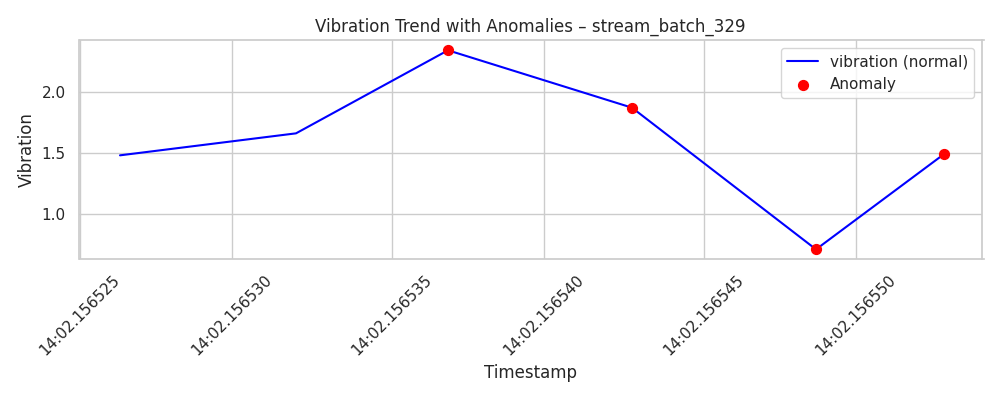 Vibration Trend with Anomalies – stream_batch_329
vibration (normal)
Anomaly
Vibration
2.0
1.5
1.0
14:02.156525
14:02.156530
14:02.156535
14:02.156540
14:02.156545
14:02.156550
Timestamp